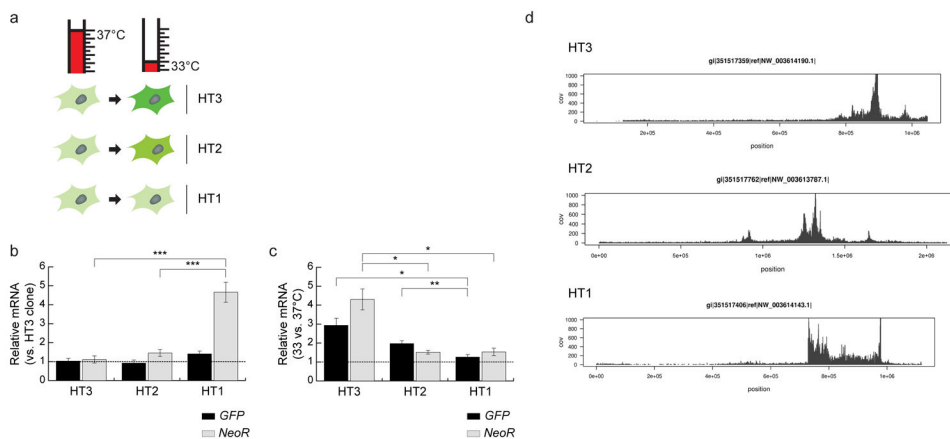 a
37°C
33°C
HT3
HT2
HT1
b
Relative mRNA
(vs. HT3 clone)
6
5
4
3
2
1
0
***
***
HT3 HT2 HT1
GFP
NeoR
c
Relative mRNA
(33 vs. 37°C)
6
5
4
3
2
1
0
*
*
*
**
HT3 HT2 HT1
GFP
NeoR
d
HT3
gi|351517359|ref|NW_003614190.1|
cov
1000
800
600
400
200
0
2e+05 4e+05 6e+05 8e+05 1e+06
position
HT2
gi|351517762|ref|NW_003613787.1|
cov
1000
800
600
400
200
0
0e+00 5e+05 1e+06 2e+06 2e+06
position
HT1
gi|351517406|ref|NW_003614143.1|
cov
1000
800
600
400
200
0
0e+00 2e+05 4e+05 6e+05 8e+05 1e+06
position